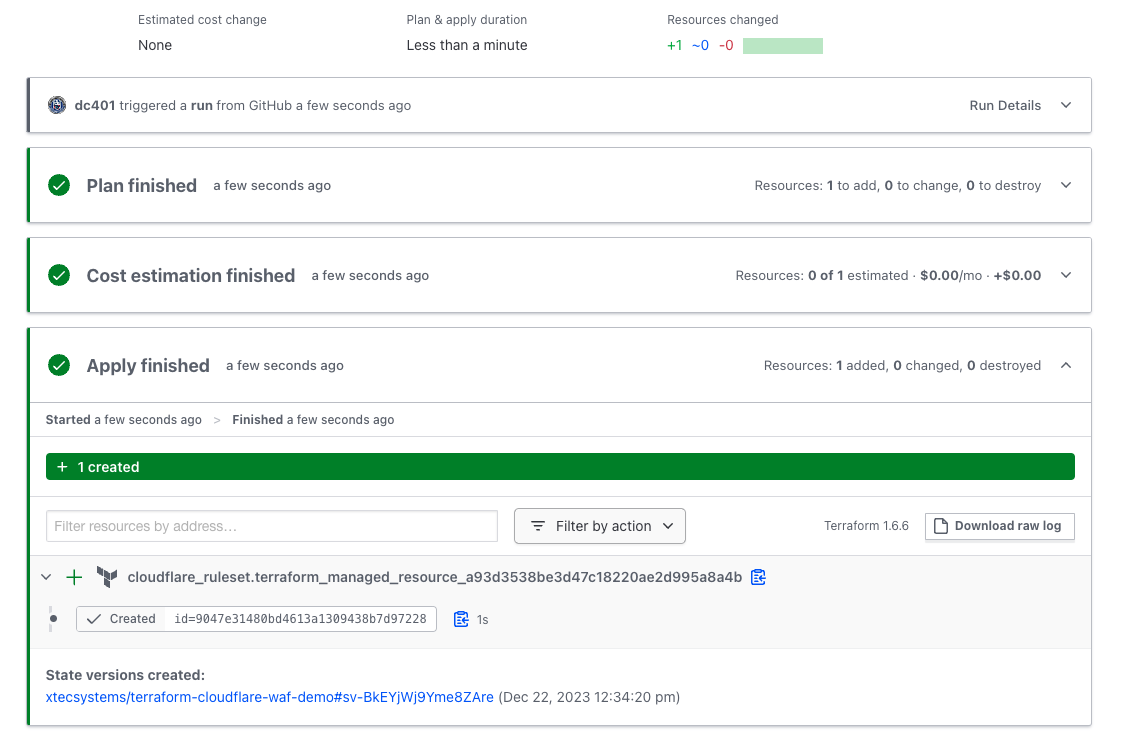 Estimated cost change Plan & apply duration Resources changed
None Less than a minute +1 ~0 -0
dc401 triggered a run from GitHub a few seconds ago Run Details
Plan finished a few seconds ago Resources: 1 to add, 0 to change, 0 to destroy
Cost estimation finished a few seconds ago Resources: 0 of 1 estimated · $0.00/mo · +$0.00
Apply finished a few seconds ago Resources: 1 added, 0 changed, 0 destroyed
Started a few seconds ago > Finished a few seconds ago
+ 1 created
Filter resources by address... Filter by action Terraform 1.6.6 Download raw log
cloudflare_ruleset.terraform_managed_resource_a93d3538be3d47c18220ae2d995a8a4b
Created id=9047e31480bd4613a1309438b7d97228 1s
State versions created:
xtecsystems/terraform-cloudflare-waf-demo#sv-BkEYjWj9Yme8ZAre (Dec 22, 2023 12:34:20 pm)